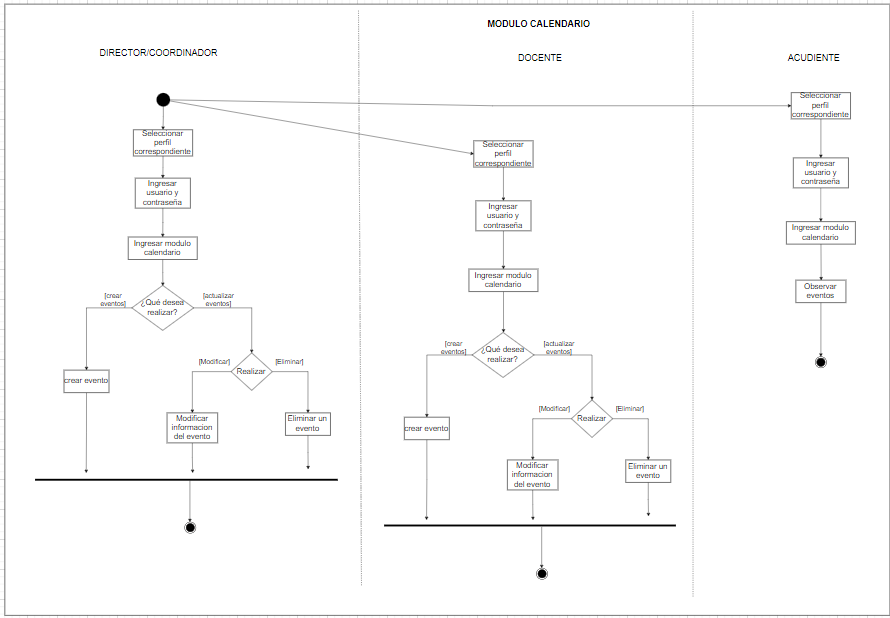 MODULO CALENDARIO
DIRECTOR/COORDINADOR
DOCENTE
ACUDIENTE
Seleccionar
perfil
correspondiente
Ingresar
usuario y
contraseña
Ingresar modulo
calendario
¿Qué desea
realizar?
[crear
eventos]
[actualizar
eventos]
crear evento
Realizar
[Modificar]
[Eliminar]
Modificar
informacion
del evento
Eliminar un
evento
Seleccionar
perfil
correspondiente
Ingresar
usuario y
contraseña
Ingresar modulo
calendario
¿Qué desea
realizar?
[crear
eventos]
[actualizar
eventos]
crear evento
Realizar
[Modificar]
[Eliminar]
Modificar
informacion
del evento
Eliminar un
evento
Seleccionar
perfil
correspondiente
Ingresar
usuario y
contraseña
Ingresar modulo
calendario
Observar
eventos